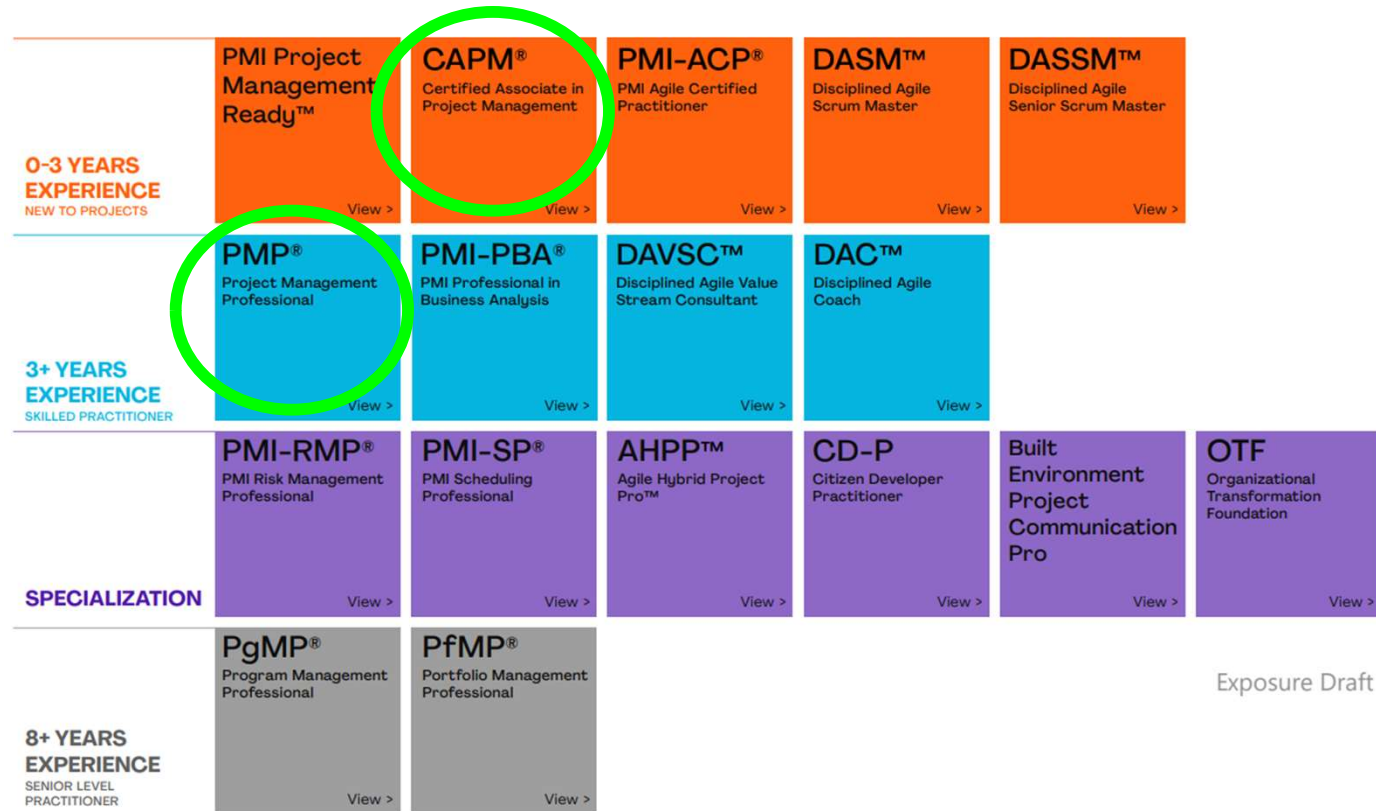 PMI Project
Management
Ready™
CAPM®
Certified Associate in
Project Management
PMI-ACP®
PMI Agile Certified
Practitioner
DASM™
Disciplined Agile
Scrum Master
DASSM™
Disciplined Agile
Senior Scrum Master
0-3 YEARS
EXPERIENCE
NEW TO PROJECTS
View >
View >
View >
View >
View >
PMP®
Project Management
Professional
PMI-PBA®
PMI Professional in
Business Analysis
DAVSC™
Disciplined Agile Value
Stream Consultant
DAC™
Disciplined Agile
Coach
3+ YEARS
EXPERIENCE
SKILLED PRACTITIONER
View >
View >
View >
View >
PMI-RMP®
PMI Risk Management
Professional
PMI-SP®
PMI Scheduling
Professional
AHPP™
Agile Hybrid Project
Pro™
CD-P
Citizen Developer
Practitioner
Built
Environment
Project
Communication
Pro
OTF
Organizational
Transformation
Foundation
SPECIALIZATION
View >
View >
View >
View >
View >
View >
PgMP®
Program Management
Professional
PfMP®
Portfolio Management
Professional
Exposure Draft
8+ YEARS
EXPERIENCE
SENIOR LEVEL
PRACTITIONER
View >
View >